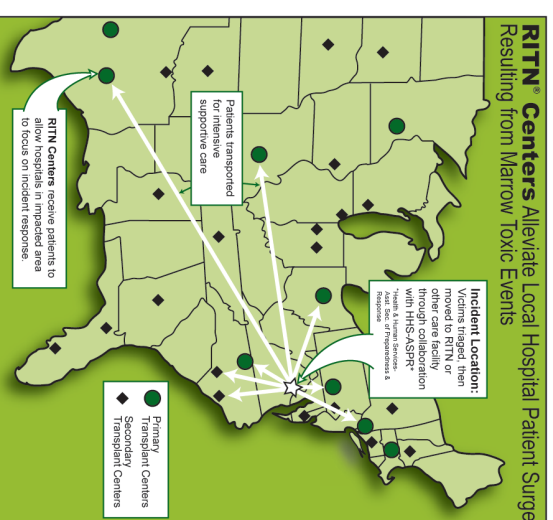 RITN® Centers Alleviate Local Hospital Patient Surge
Resulting from Marrow Toxic Events
Incident Location:
Victims triaged, then
moved to RITN or
other care facility
through collaboration
with HHS-ASPR*
*Health & Human Services-
Asst. Sec. of Preparedness &
Response
Patients transported
for intensive
supportive care
RITN Centers receive patients to
allow hospitals in impacted area
to focus on incident response.
Primary
Transplant Centers
Secondary
Transplant Centers